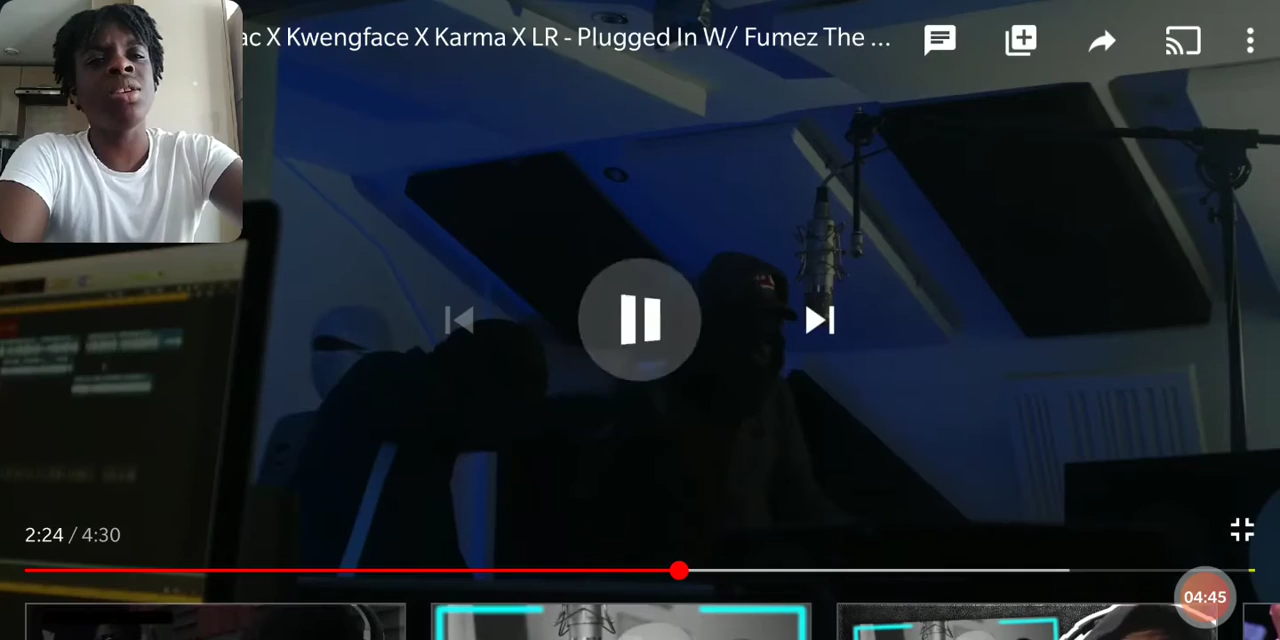 ac X Kwengface X Karma X LR - Plugged In W/ Fumez The ...
2:24 / 4:30
04:45